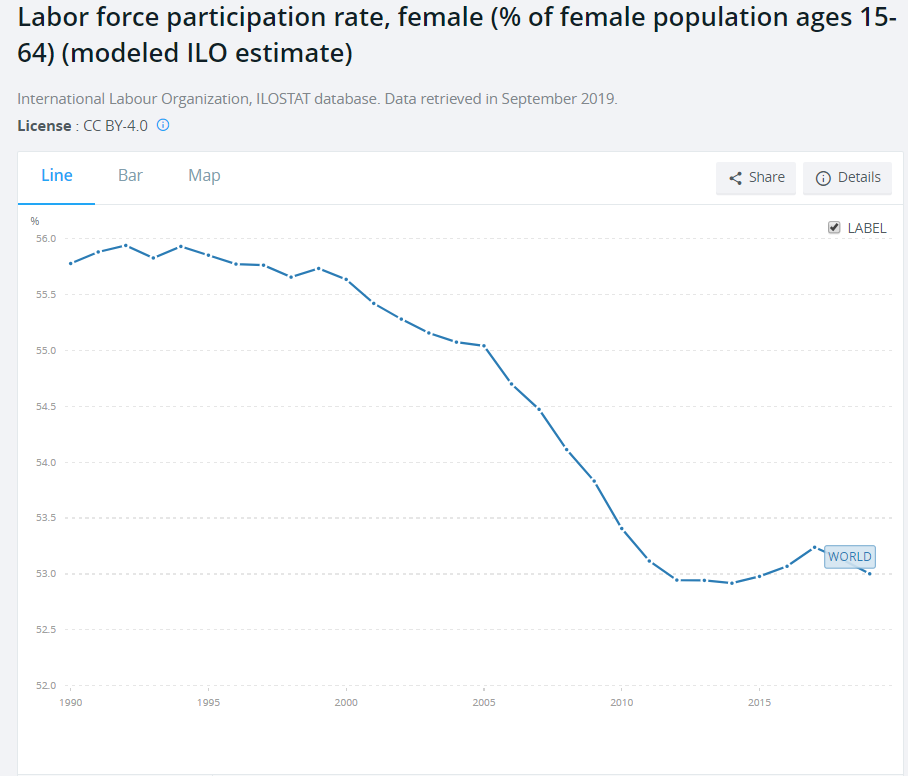 Labor force participation rate, female (% of female population ages 15-
64) (modeled ILO estimate)
International Labour Organization, ILOSTAT database. Data retrieved in September 2019.
License : CC BY-4.0
Line Bar Map Share Details
%
LABEL
56.0
55.5
55.0
54.5
54.0
53.5
WORLD
53.0
52.5
52.0
1990 1995 2000 2005 2010 2015